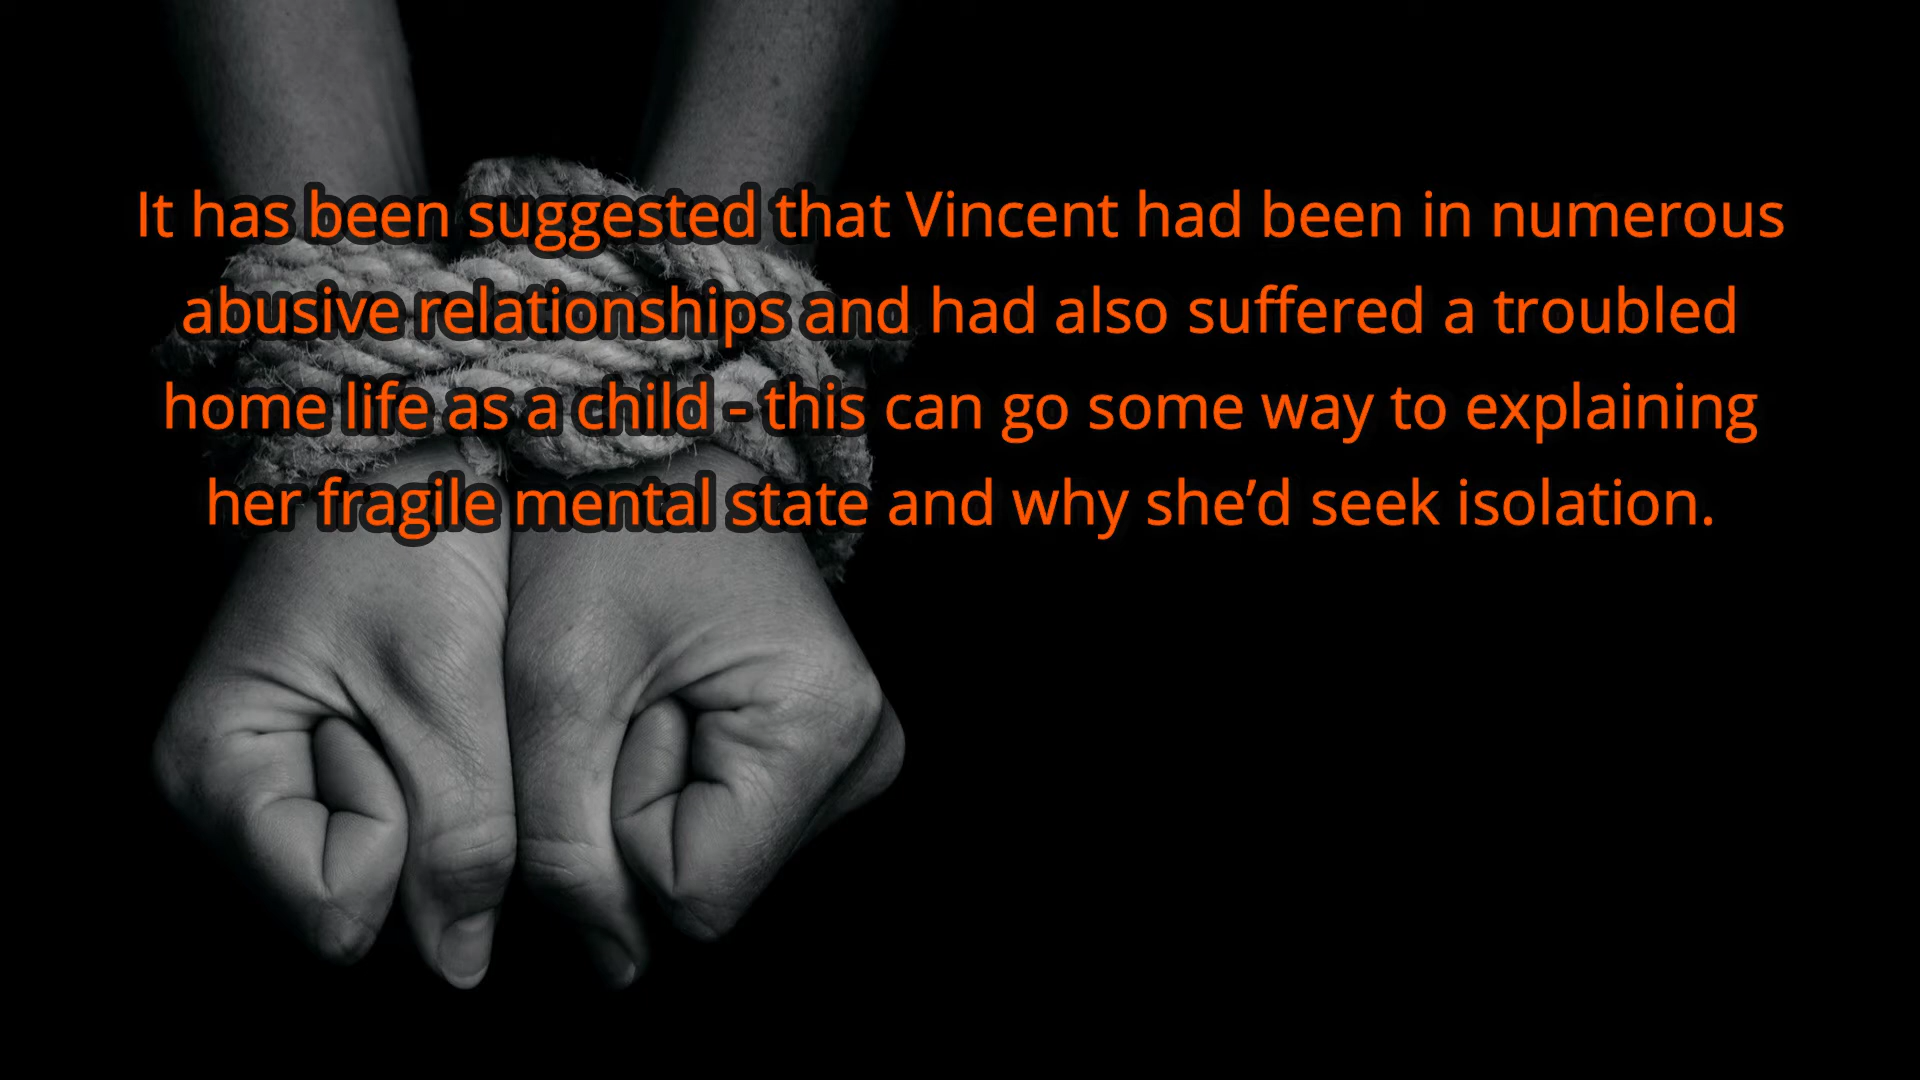 It has been suggested that Vincent had been in numerous
abusive relationships and had also suffered a troubled
home life as a child - this can go some way to explaining
her fragile mental state and why she’d seek isolation.